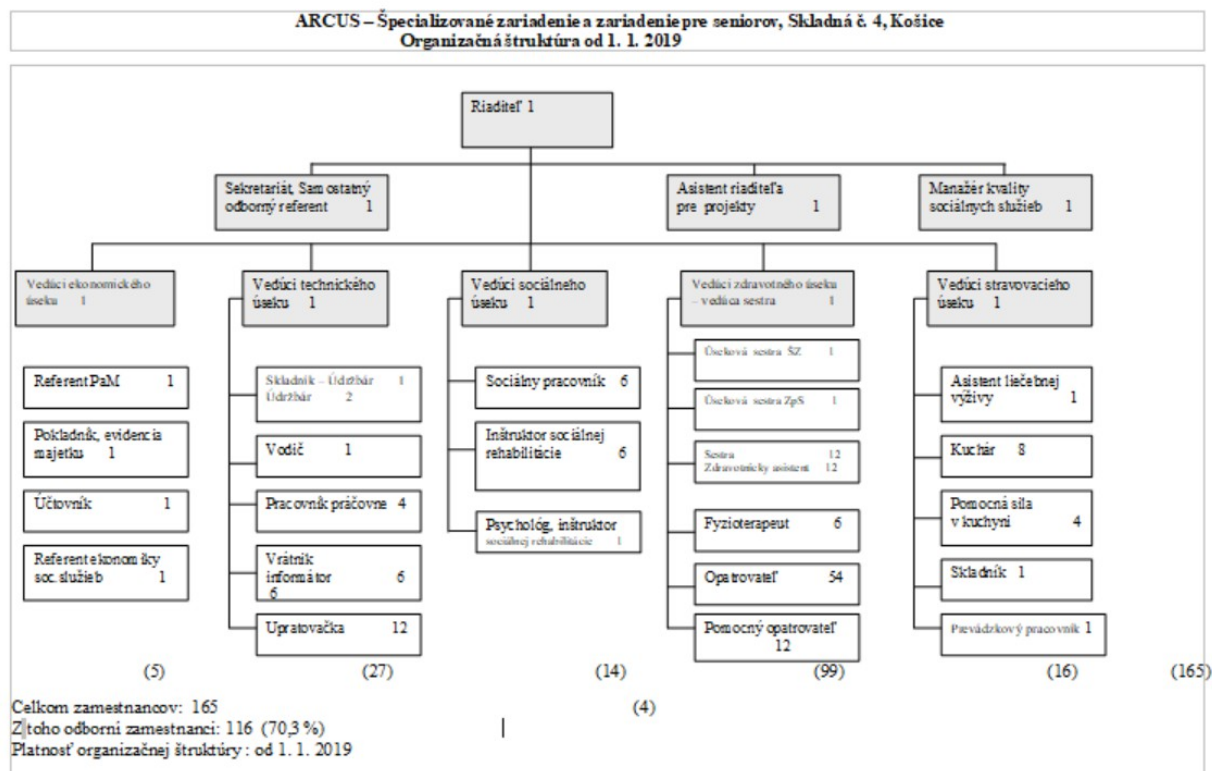 ARCUS – Špecializované zariadenie a zariadenie pre seniorov, Skladná č. 4, Košice
Organizačná štruktúra od 1. 1. 2019
Riaditeľ 1
Sekretariát, Samostatný
odborný referent 1
Asistent riaditeľa
pre projekty 1
Manažér kvality
sociálnych služieb 1
Vedúci ekonomického
úseku 1
Vedúci technického
úseku 1
Vedúci sociálneho
úseku 1
Vedúci zdravotného úseku
– vedúca sestra 1
Vedúci stravovacieho
úseku 1
Referent PaM 1
Pokladník, evidencia
majetku 1
Účtovník 1
Referent ekonomiky
soc. služieb 1
Skladník – Údržbár 1
Údržbár 2
Vodič 1
Pracovník práčovne 4
Vrátnik
informátor 6
6
Upratovačka 12
Sociálny pracovník 6
Inštruktor sociálnej
rehabilitácie 6
Psychológ, inštruktor
sociálnej rehabilitácie 1
Úseková sestra ŠZ 1
Úseková sestra ZpS 1
Sestra 12
Zdravotnícky asistent 12
Fyzioterapeut 6
Opatrovateľ 54
Pomocný opatrovateľ
12
Asistent liečebnej
výživy 1
Kuchár 8
Pomocná sila
v kuchyni 4
Skladník 1
Prevádzkový pracovník 1
(5) (27) (14) (99) (16) (165)
Celkom zamestnancov: 165 (4)
Z toho odborní zamestnanci: 116 (70,3 %)
Platnosť organizačnej štruktúry : od 1. 1. 2019